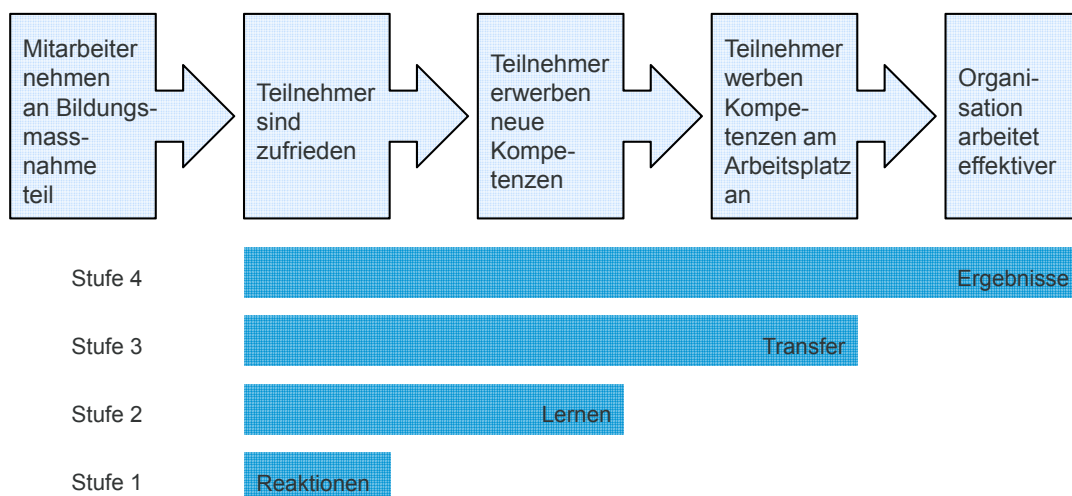 Mitarbeiter
nehmen
an Bildungs-
mass-
nahme
teil
Teilnehmer
sind
zufrieden
Teilnehmer
erwerben
neue
Kompe-
tenzen
Teilnehmer
werben
Kompe-
tenzen am
Arbeitsplatz
an
Organi-
sation
arbeitet
effektiver
Stufe 4
Ergebnisse
Stufe 3
Transfer
Stufe 2
Lernen
Stufe 1
Reaktionen